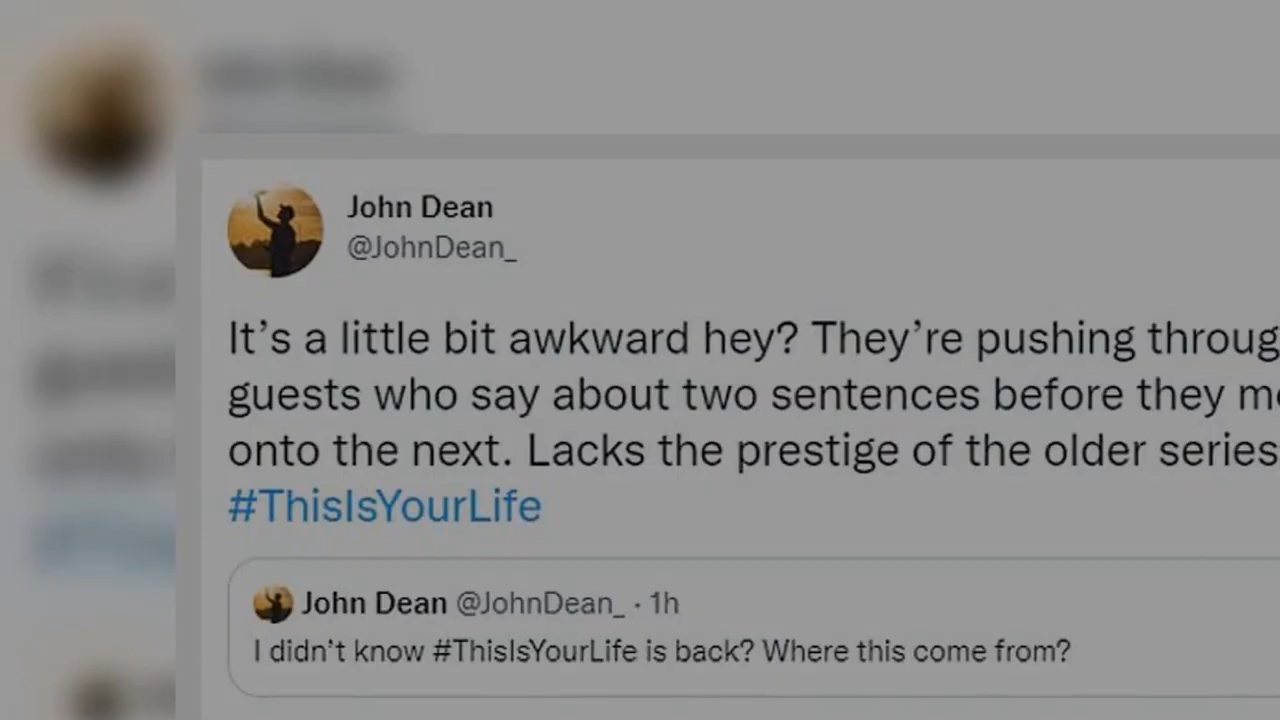 John Dean
@JohnDean_
It’s a little bit awkward hey? They’re pushing throug
guests who say about two sentences before they mo
onto the next. Lacks the prestige of the older series
#ThisIsYourLife
John Dean @JohnDean_ · 1h
I didn’t know #ThisIsYourLife is back? Where this come from?